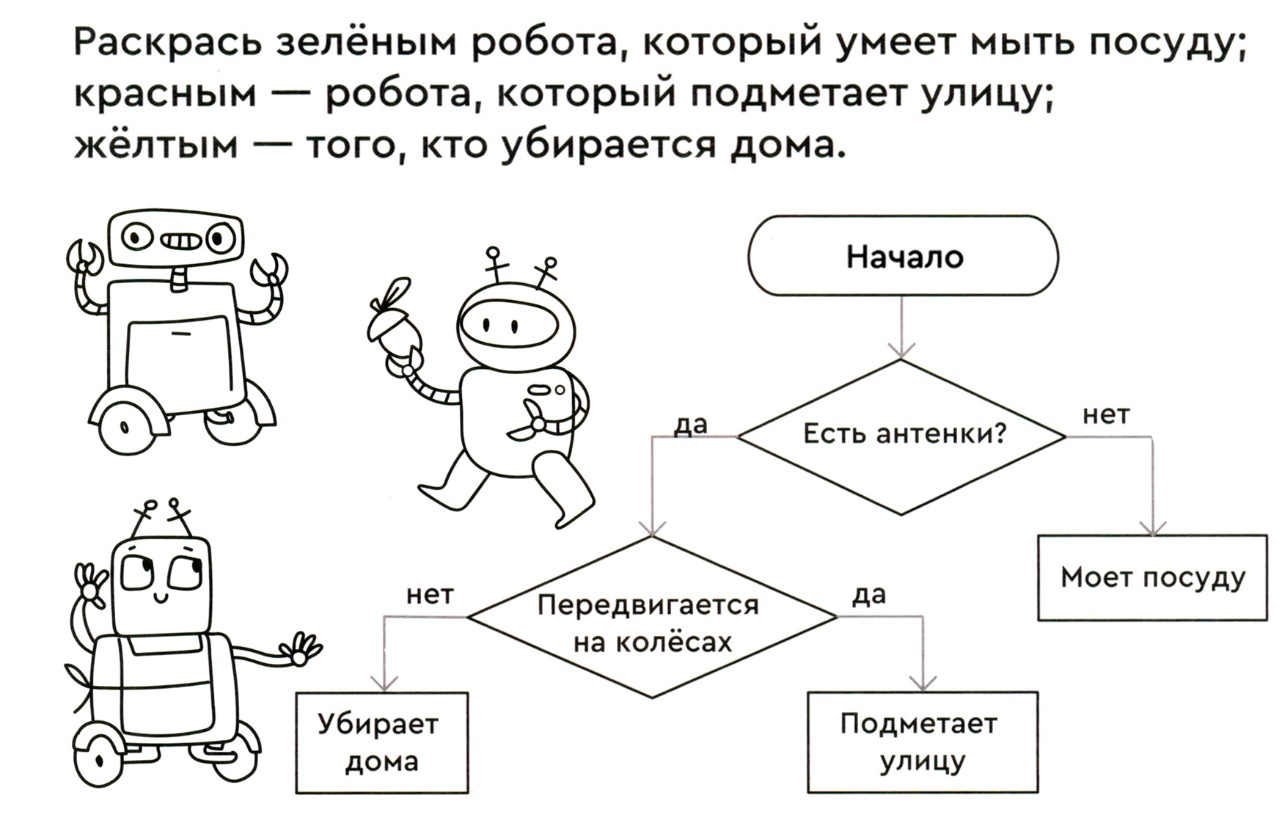 Раскрась зелёным робота, который умеет мыть посуду;
красным — робота, который подметает улицу;
жёлтым — того, кто убирается дома.
Начало
Есть антенки?
да
нет
Моет посуду
Передвигается
на колёсах
нет
да
Убирает
дома
Подметает
улицу